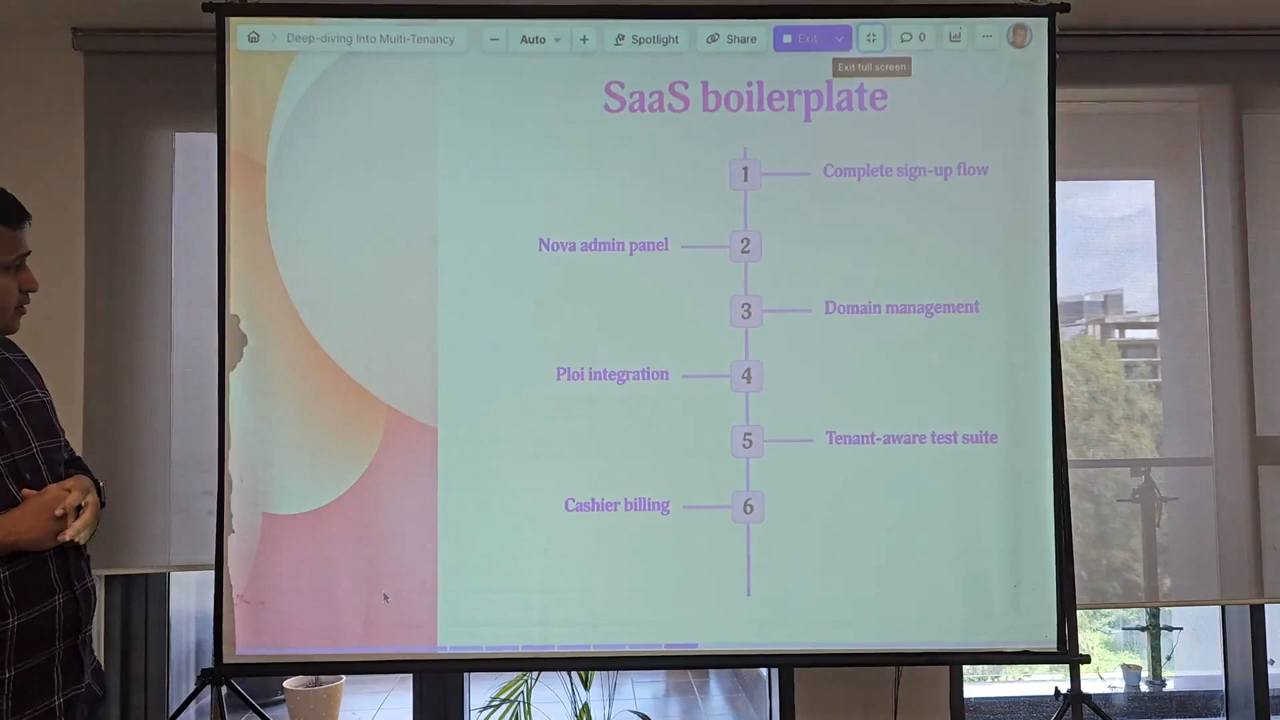 Deep-diving into Multi-Tenancy
Auto
Spotlight
Share
Exit
0
Exit full screen
SaaS boilerplate
1
Complete sign-up flow
Nova admin panel
2
3
Domain management
Ploi integration
4
5
Tenant-aware test suite
Cashier billing
6